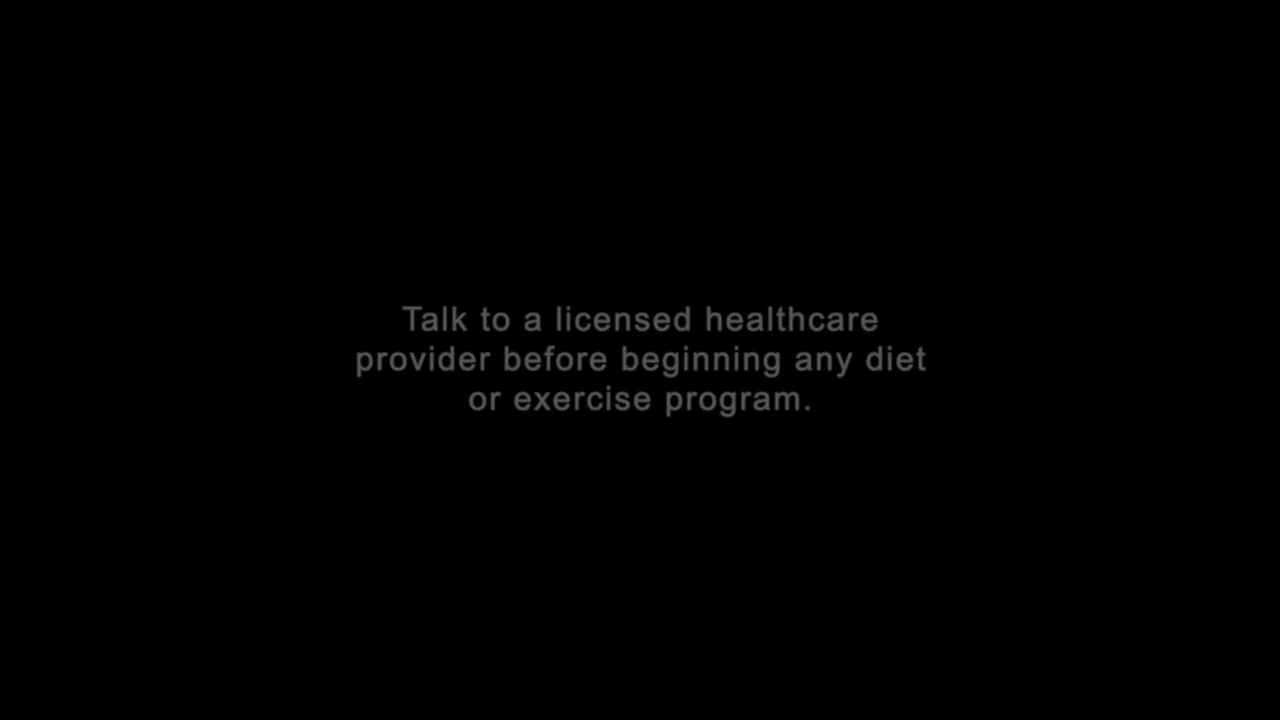 Talk to a licensed healthcare
provider before beginning any diet
or exercise program.